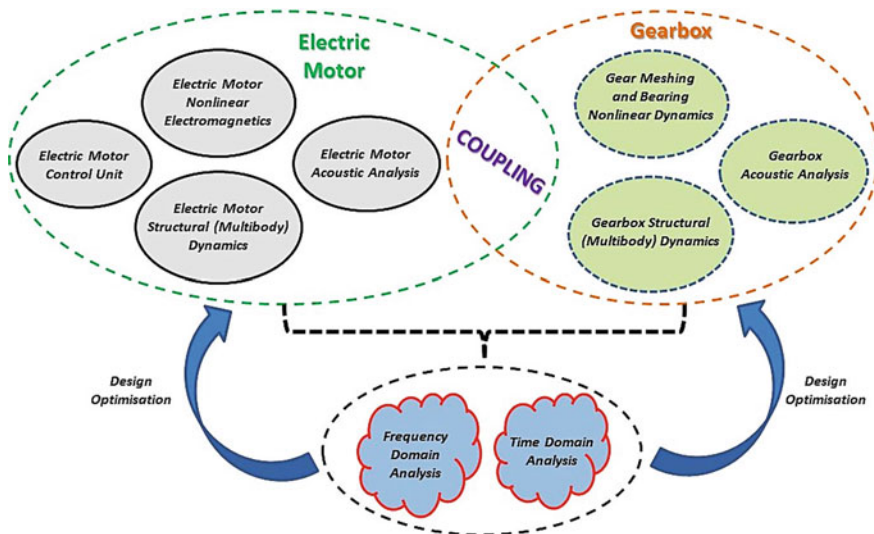 Electric
Motor
Gearbox
COUPLING
Electric Motor
Nonlinear
Electromagnetics
Electric Motor
Control Unit
Electric Motor
Acoustic Analysis
Electric Motor
Structural (Multibody)
Dynamics
Gear Meshing
and Bearing
Nonlinear Dynamics
Gearbox
Acoustic Analysis
Gearbox Structural
(Multibody) Dynamics
Design
Optimisation
Frequency
Domain
Analysis
Time Domain
Analysis
Design
Optimisation